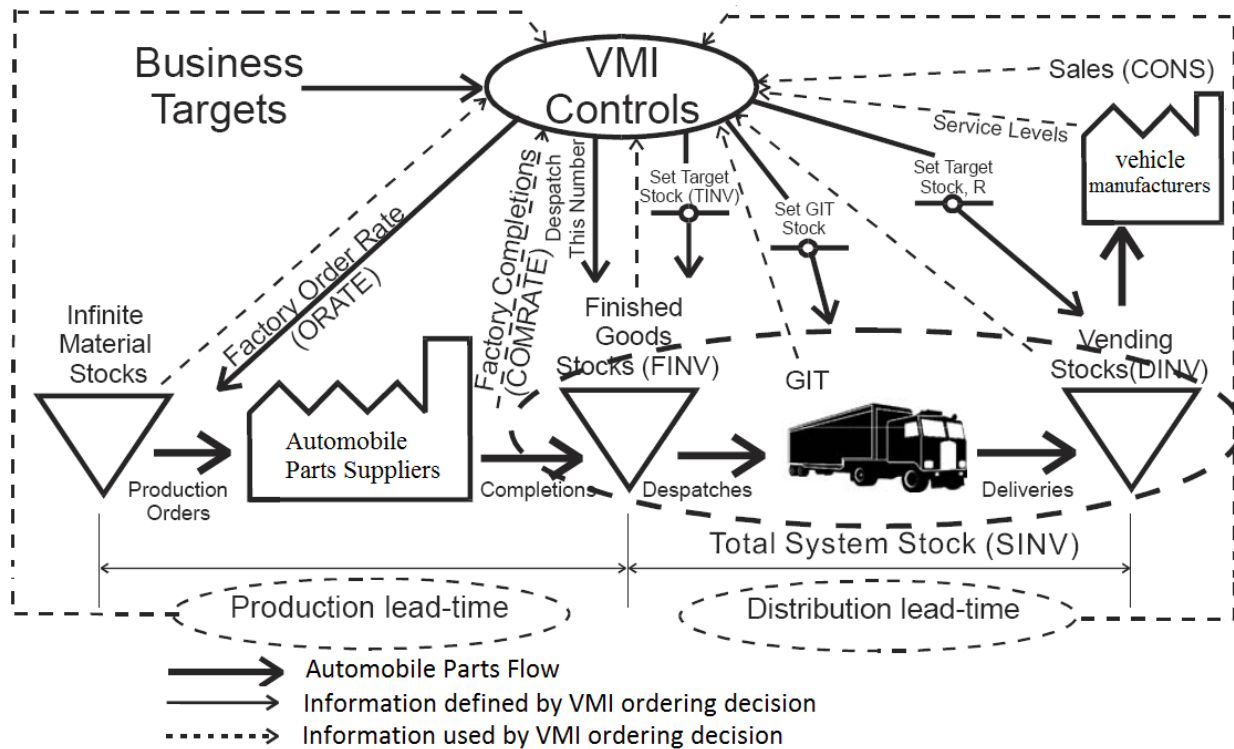 Business
Targets
VMI
Controls
Sales (CONS)
Service Levels
vehicle
manufacturers
Factory Order Rate
(ORATE)
Factory Completions
(COMRATE)
Despatch
This Number
Set Target
Stock (TINV)
Set GIT
Stock
Set Target
Stock, R
Infinite
Material
Stocks
Finished
Goods
Stocks (FINV)
GIT
Vending
Stocks(DINV)
Automobile
Parts Suppliers
Production
Orders
Completions
Despatches
Deliveries
Total System Stock (SINV)
Production lead-time
Distribution lead-time
Automobile Parts Flow
Information defined by VMI ordering decision
Information used by VMI ordering decision